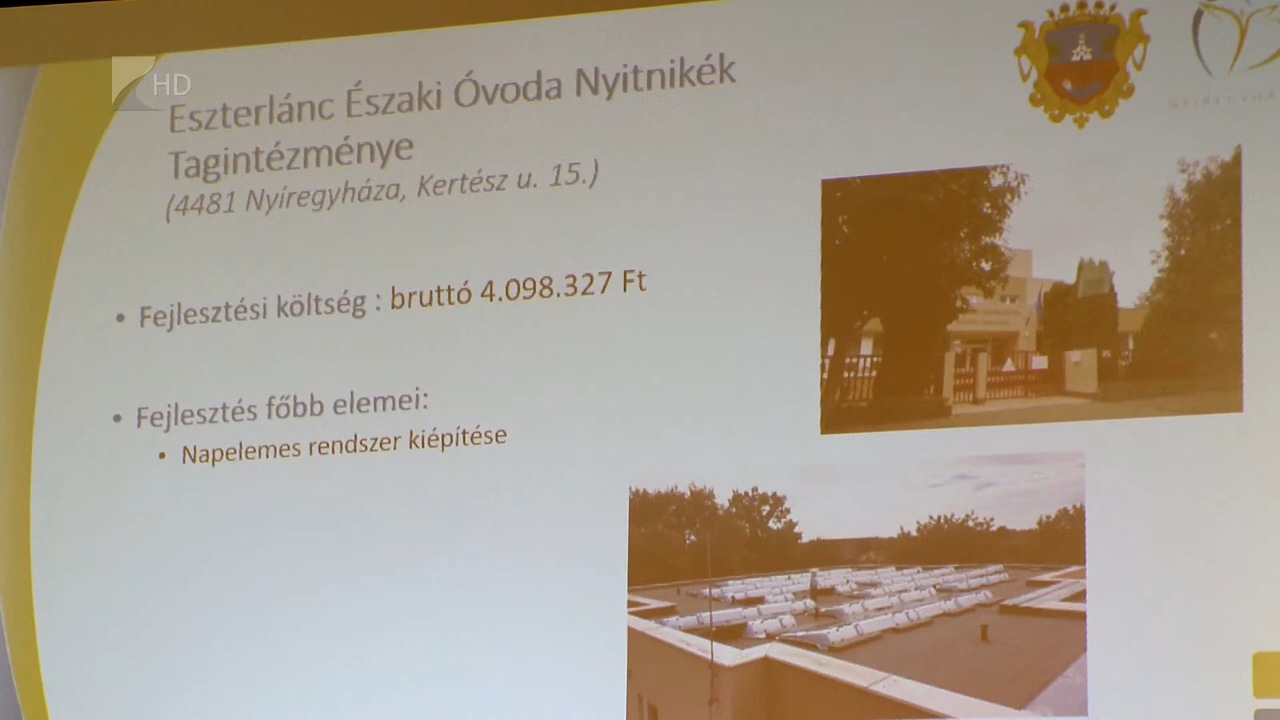 HD
Eszterlánc Északi Óvoda Nyitnikék
Tagintézménye
(4481 Nyíregyháza, Kertész u. 15.)
• Fejlesztési költség : bruttó 4.098.327 Ft
• Fejlesztés főbb elemei:
• Napelemes rendszer kiépítése